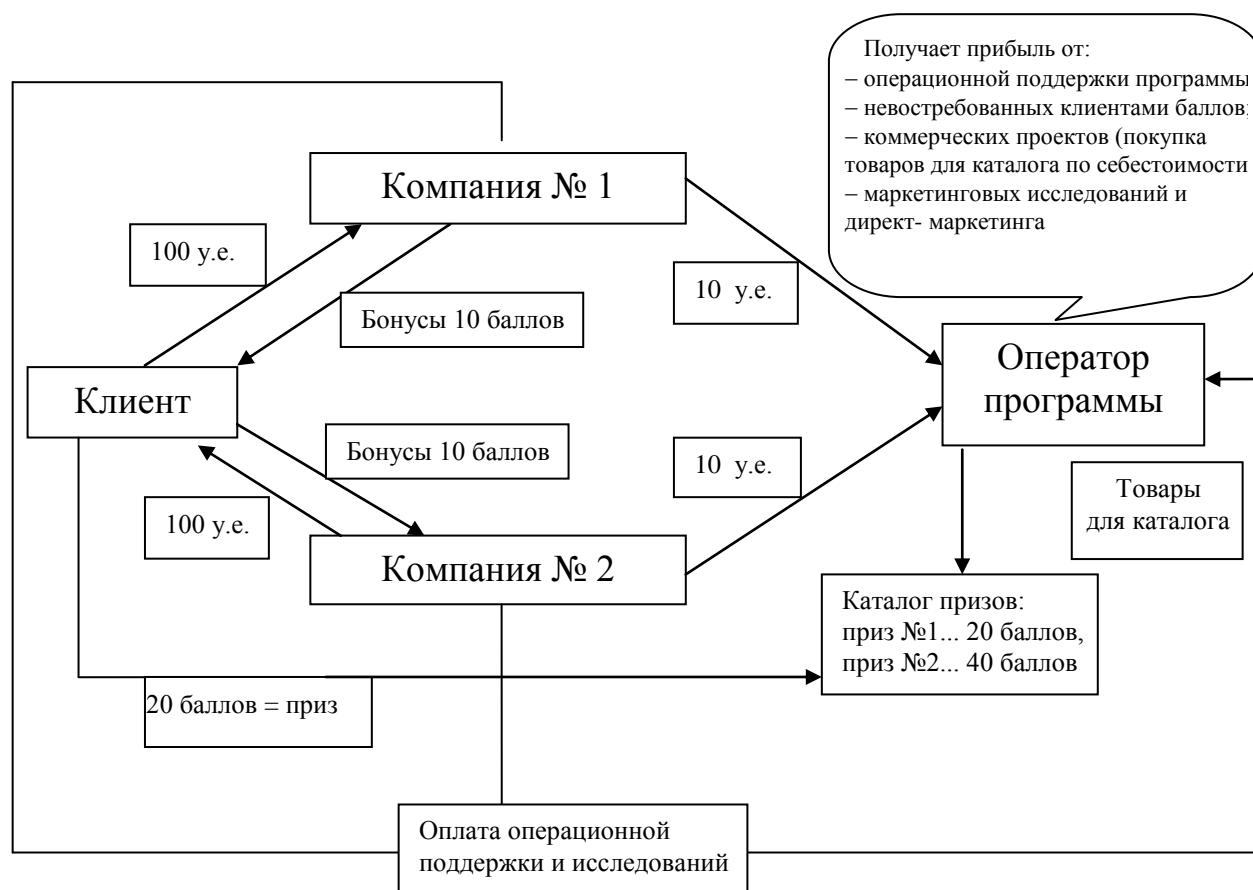 Получает прибыль от:
– операционной поддержки программы
– невостребованных клиентами баллов;
– коммерческих проектов (покупка
товаров для каталога по себестоимости
– маркетинговых исследований и
директ- маркетинга
Компания № 1
100 у.е.
10 у.е.
Бонусы 10 баллов
Оператор
программы
Клиент
Бонусы 10 баллов
10 у.е.
100 у.е.
Товары
для каталога
Компания № 2
Каталог призов:
приз №1... 20 баллов,
приз №2... 40 баллов
20 баллов = приз
Оплата операционной
поддержки и исследований